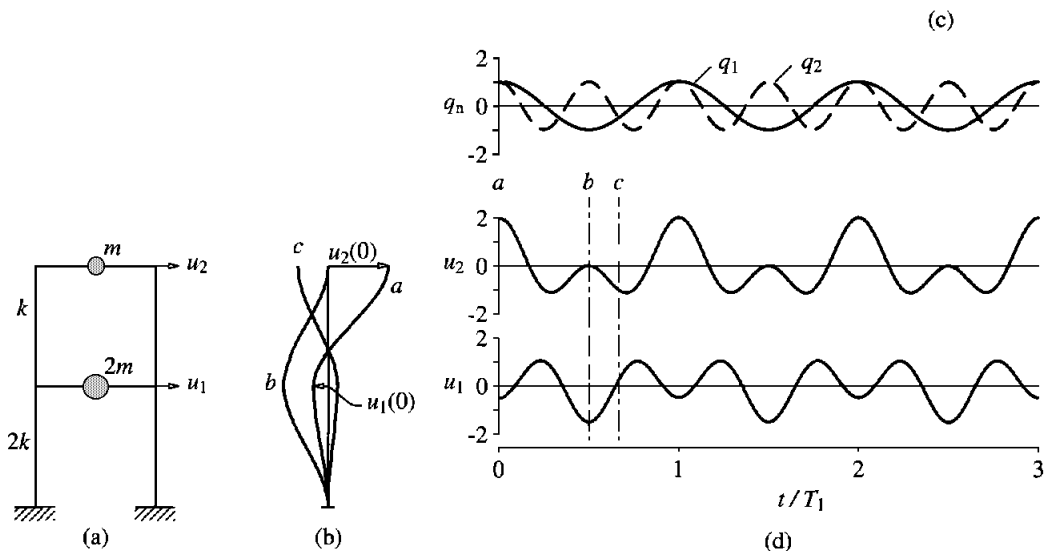 (c)
2
q₁
q₂
qₙ 0
-2
a
b
c
2
u₂ 0
-2
2
u₁ 0
-2
0
1
2
3
t / T₁
(d)
m
u₂
k
2m
u₁
2k
(a)
c
u₂(0)
a
b
u₁(0)
(b)